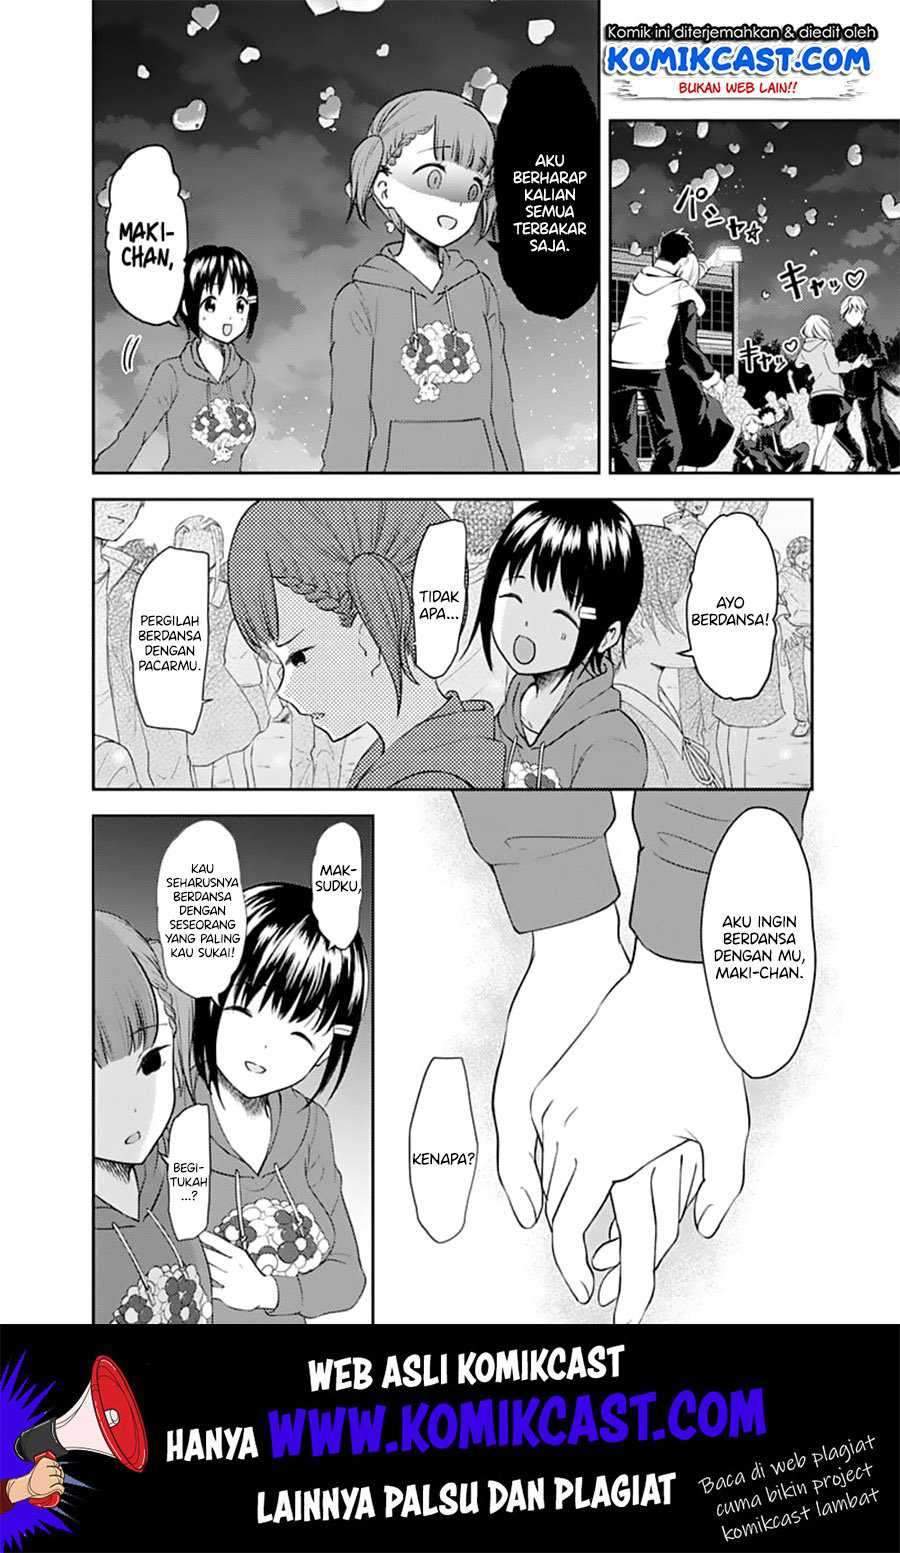 Komik ini diterjemahkan & diedit oleh
KOMIKCAST.COM
BUKAN WEB LAIN!!
パシャ☆
キャッ♡
キャッ♡
AKU
BERHARAP
KALIAN
SEMUA
TERBAKAR
SAJA.
MAKI-
CHAN,
AYO
BERDANSA!
TIDAK
APA...
PERGILAH
BERDANSA
DENGAN
PACARMU.
AKU INGIN
BERDANSA
DENGAN MU,
MAKI-CHAN.
KENAPA?
MAK-
SUDKU,
KAU
SEHARUSNYA
BERDANSA
DENGAN
SESEORANG
YANG PALING
KAU SUKAI!
BEGI-
TUKAH
...?
WEB ASLI KOMIKCAST
HANYA WWW.KOMIKCAST.COM
LAINNYA PALSU DAN PLAGIAT
Baca di web plagiat
cuma bikin project
komikcast lambat